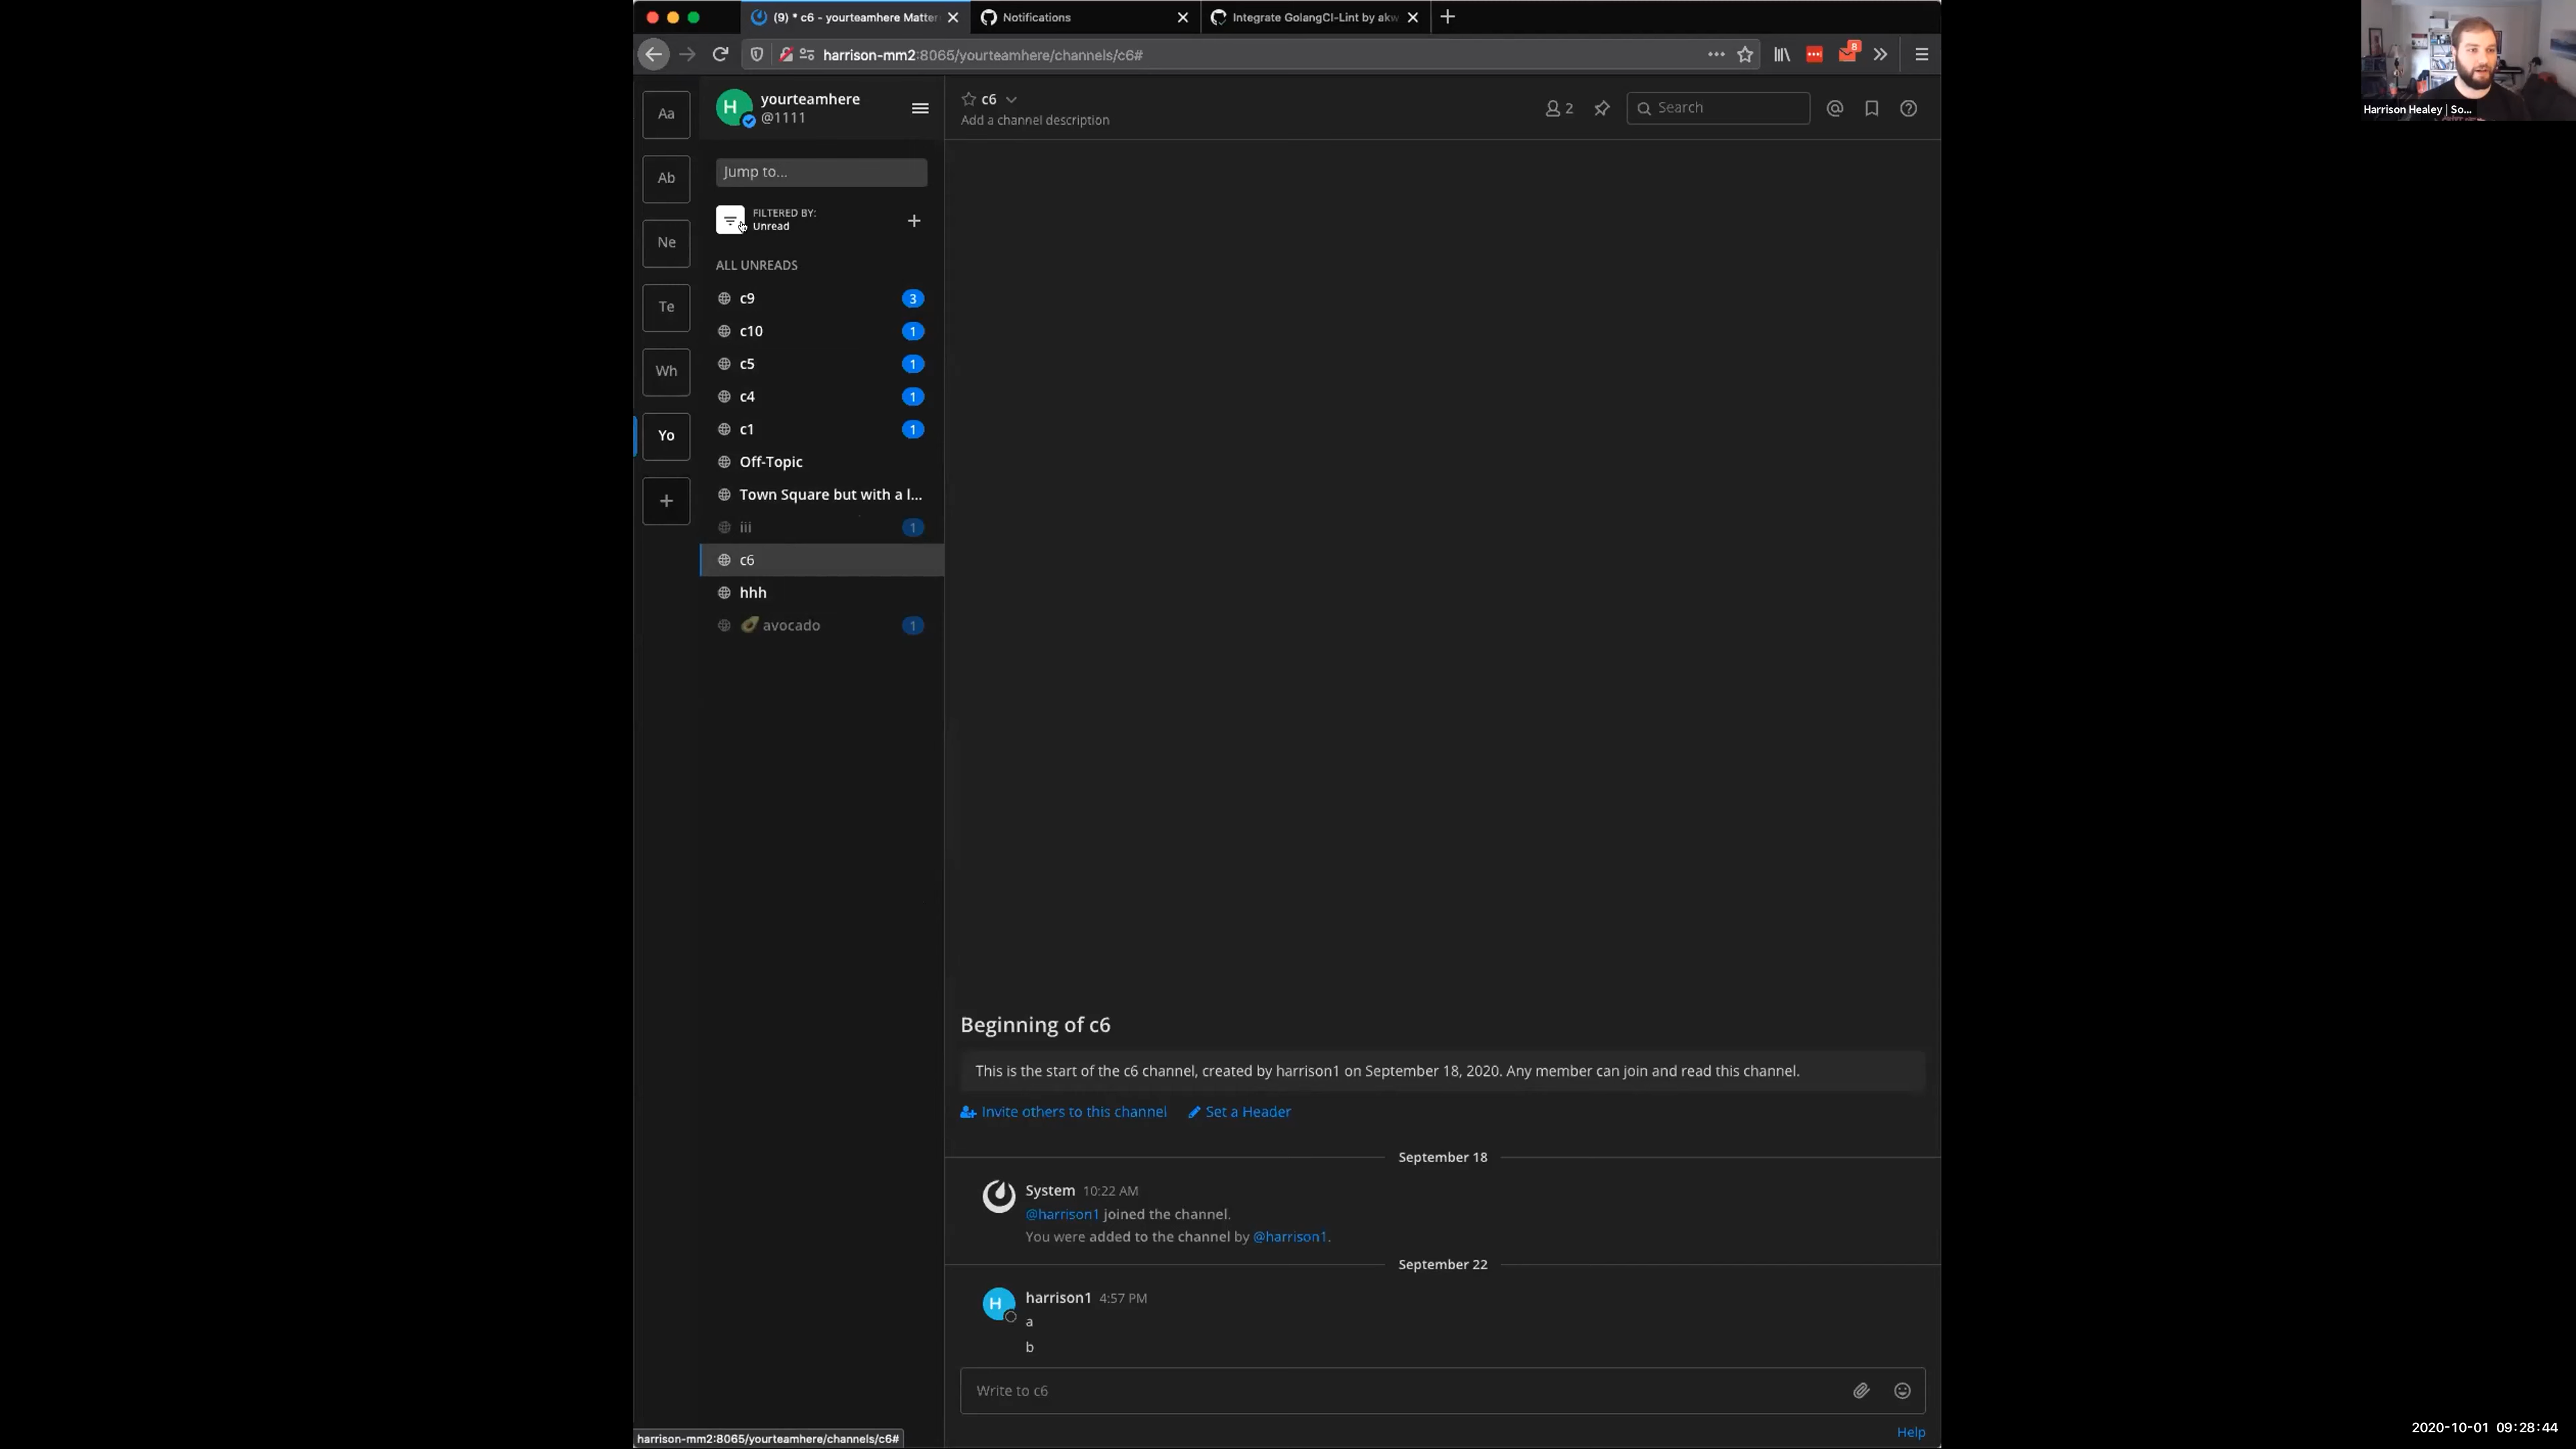 (9) * c6 - yourteamhere Matter
Notifications
Integrate GolangCI-Lint by akw
harrison-mm2:8065/yourteamhere/channels/c6#
8
Harrison Healey | So...
Aa
Ab
Ne
Te
Wh
Yo
+
H
yourteamhere
@1111
Jump to...
FILTERED BY:
Unread
ALL UNREADS
c9 3
c10 1
c5 1
c4 1
c1 1
Off-Topic
Town Square but with a l...
iii 1
c6
hhh
avocado 1
c6
Add a channel description
2
Search
Beginning of c6
This is the start of the c6 channel, created by harrison1 on September 18, 2020. Any member can join and read this channel.
Invite others to this channel Set a Header
September 18
System 10:22 AM
@harrison1 joined the channel.
You were added to the channel by @harrison1.
September 22
H
harrison1 4:57 PM
a
b
Write to c6
Help
harrison-mm2:8065/yourteamhere/channels/c6#
2020-10-01 09:28:44